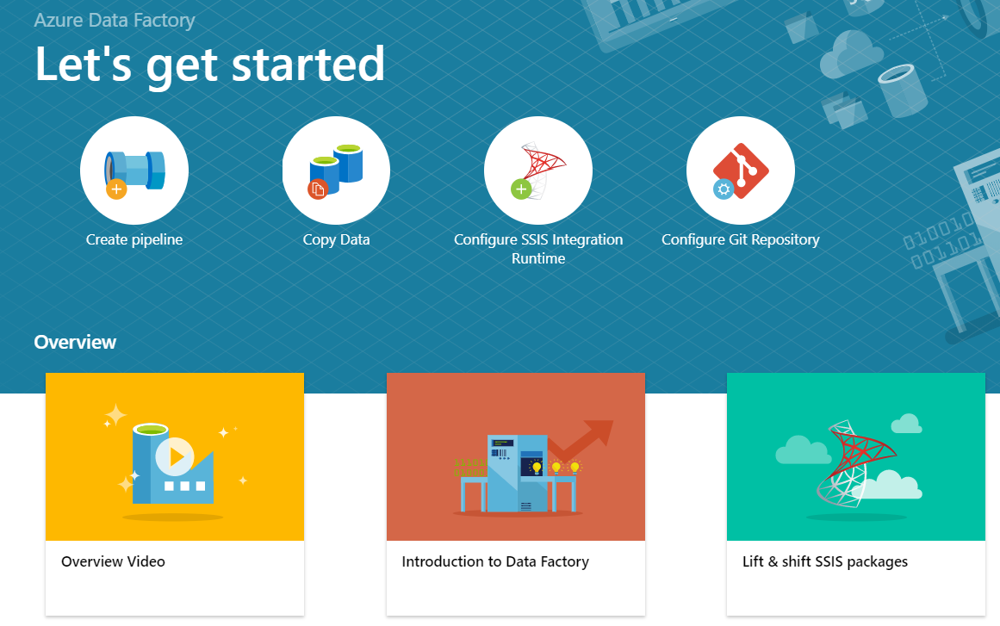 Azure Data Factory
Let's get started
Create pipeline
Copy Data
Configure SSIS Integration
Runtime
Configure Git Repository
Overview
Overview Video
Introduction to Data Factory
Lift & shift SSIS packages